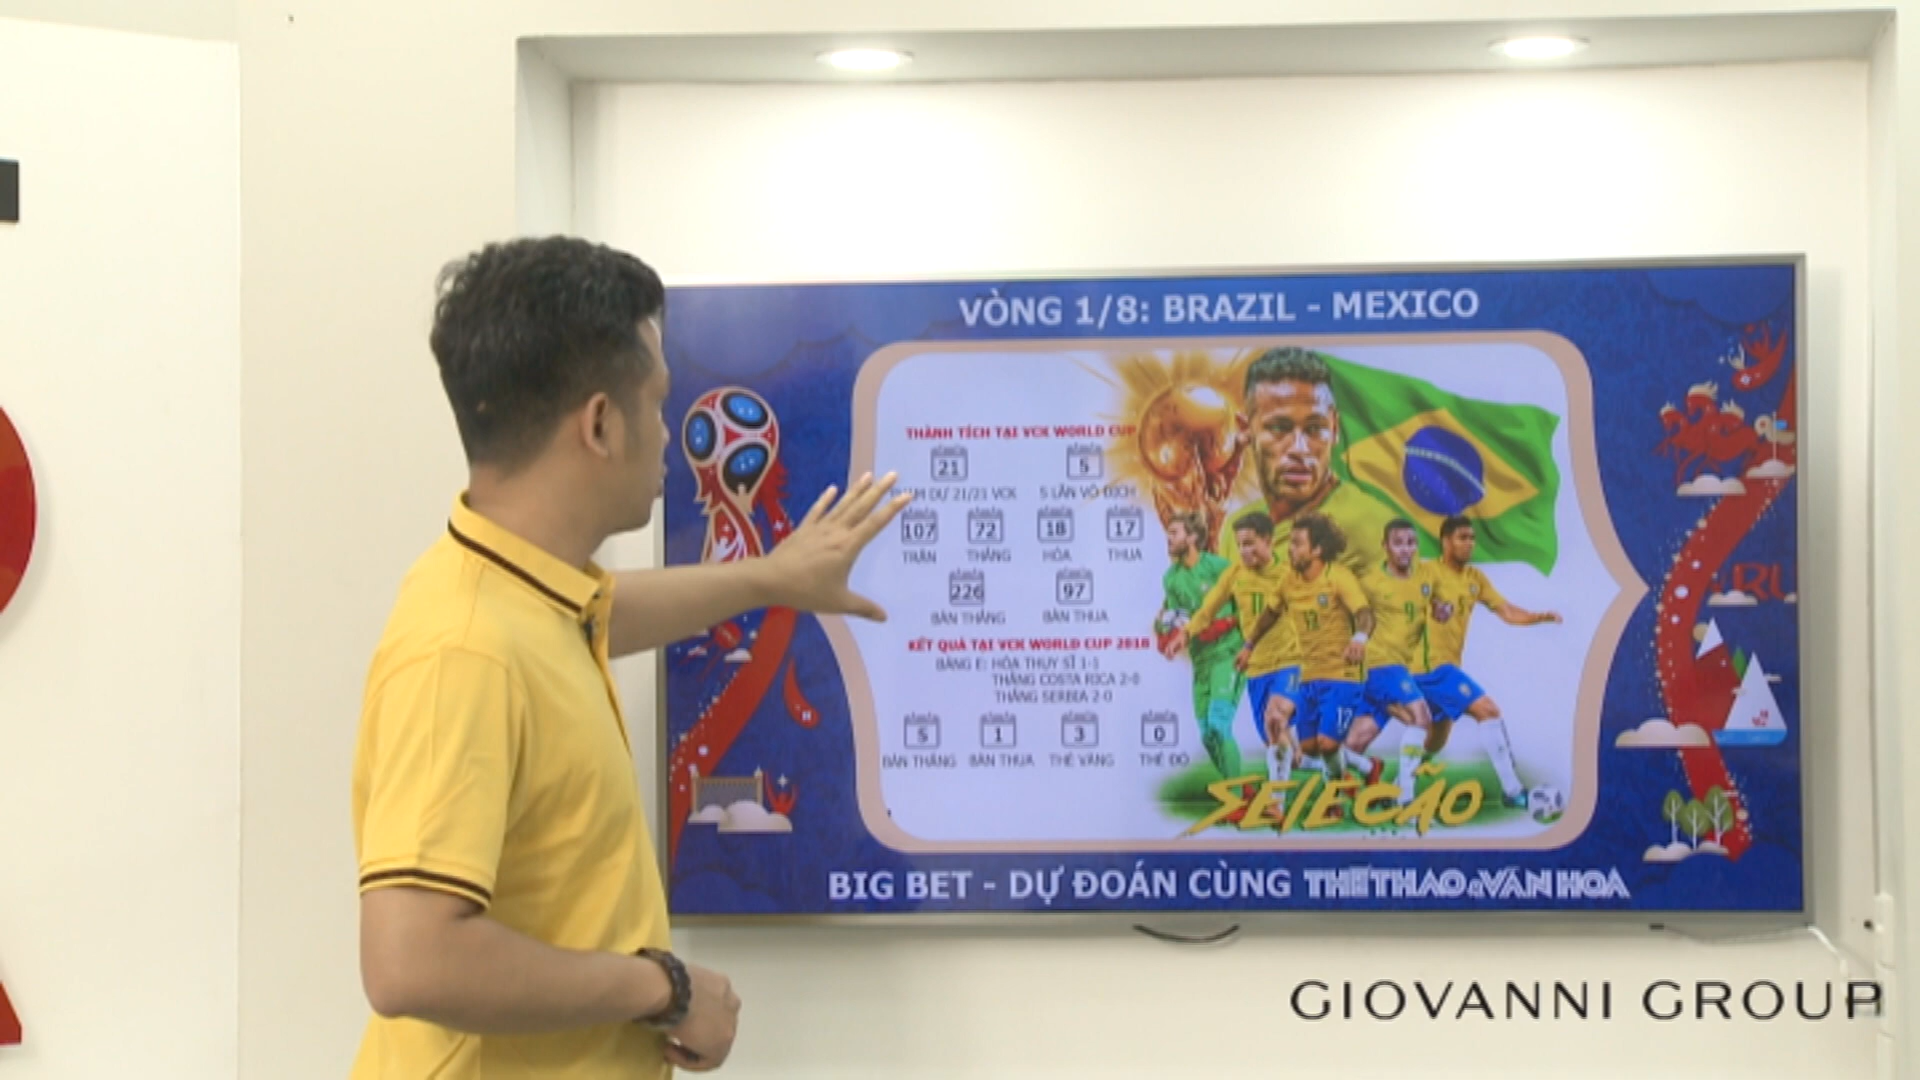 VÒNG 1/8: BRAZIL - MEXICO
THÀNH TÍCH TẠI VCK WORLD CUP
21 5
THAM DỰ 21/21 VCK 5 LẦN VÔ ĐỊCH
107 72 18 17
TRẬN THẮNG HÒA THUA
226 97
BÀN THẮNG BÀN THUA
KẾT QUẢ TẠI VCK WORLD CUP 2018
BẢNG E: HÒA THỤY SĨ 1-1
THẮNG COSTA RICA 2-0
THẮNG SERBIA 2-0
5 1 3 0
BÀN THẮNG BÀN THUA THẺ VÀNG THẺ ĐỎ
SELECÃO
BIG BET - DỰ ĐOÁN CÙNG THỂ THAO & VĂN HOA
GIOVANNI GROUP